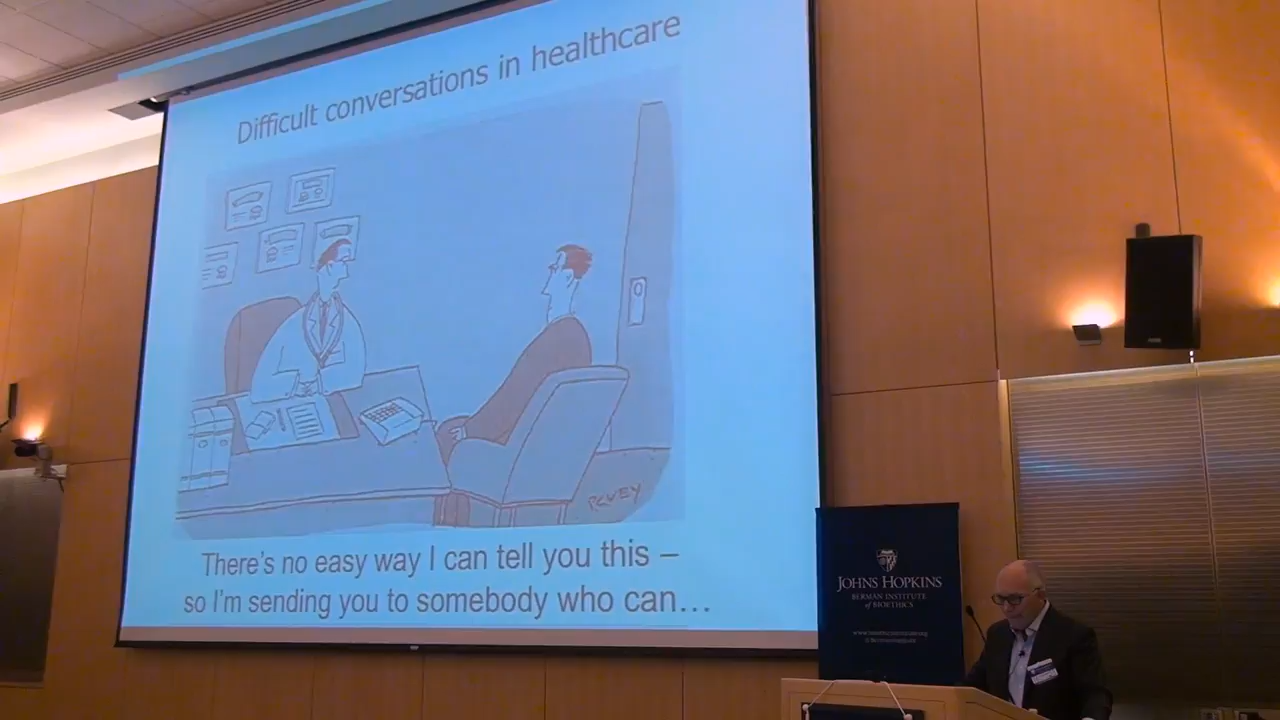 Difficult conversations in healthcare
PCVEY
There's no easy way I can tell you this –
so I'm sending you to somebody who can…
JOHNS HOPKINS
BERMAN INSTITUTE
of BIOETHICS